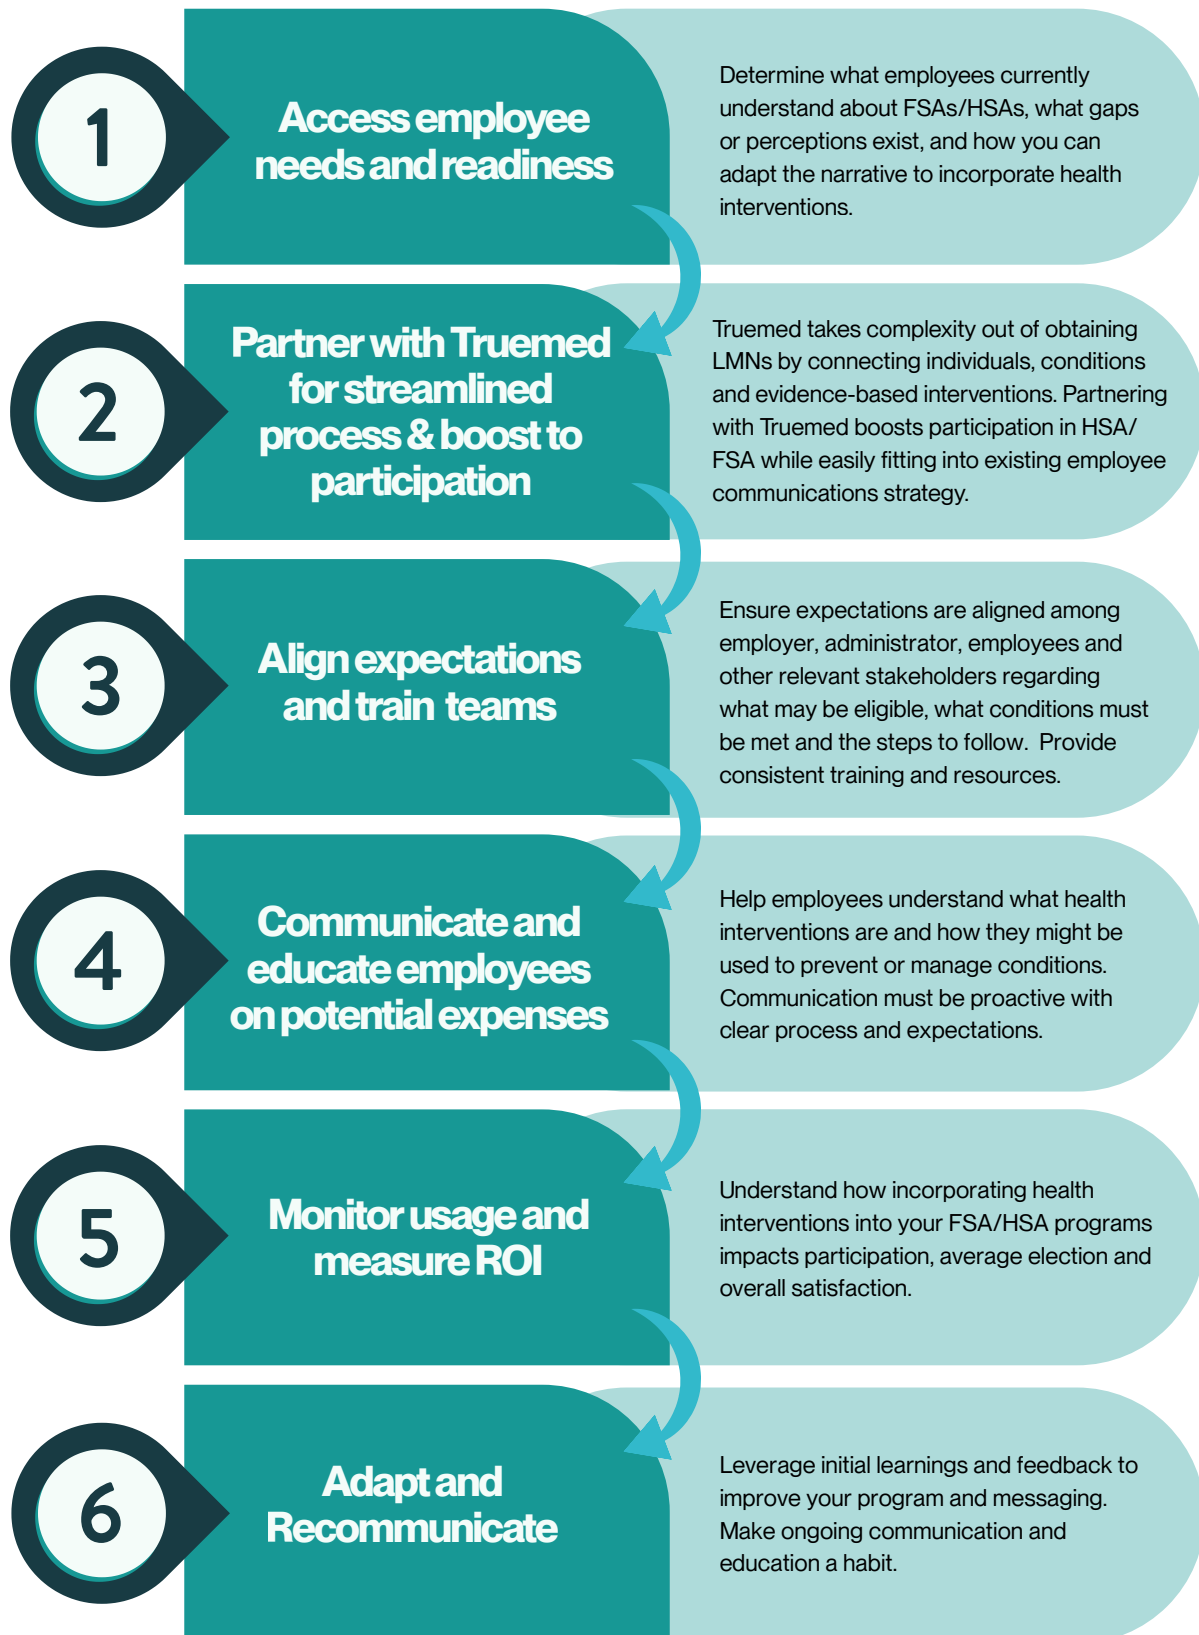 1
Access employee
needs and readiness
Determine what employees currently
understand about FSAs/HSAs, what gaps
or perceptions exist, and how you can
adapt the narrative to incorporate health
interventions.
2
Partner with Truemed
for streamlined
process & boost to
participation
Truemed takes complexity out of obtaining
LMNs by connecting individuals, conditions
and evidence-based interventions. Partnering
with Truemed boosts participation in HSA/
FSA while easily fitting into existing employee
communications strategy.
3
Align expectations
and train teams
Ensure expectations are aligned among
employer, administrator, employees and
other relevant stakeholders regarding
what may be eligible, what conditions must
be met and the steps to follow. Provide
consistent training and resources.
4
Communicate and
educate employees
on potential expenses
Help employees understand what health
interventions are and how they might be
used to prevent or manage conditions.
Communication must be proactive with
clear process and expectations.
5
Monitor usage and
measure ROI
Understand how incorporating health
interventions into your FSA/HSA programs
impacts participation, average election and
overall satisfaction.
6
Adapt and
Recommunicate
Leverage initial learnings and feedback to
improve your program and messaging.
Make ongoing communication and
education a habit.